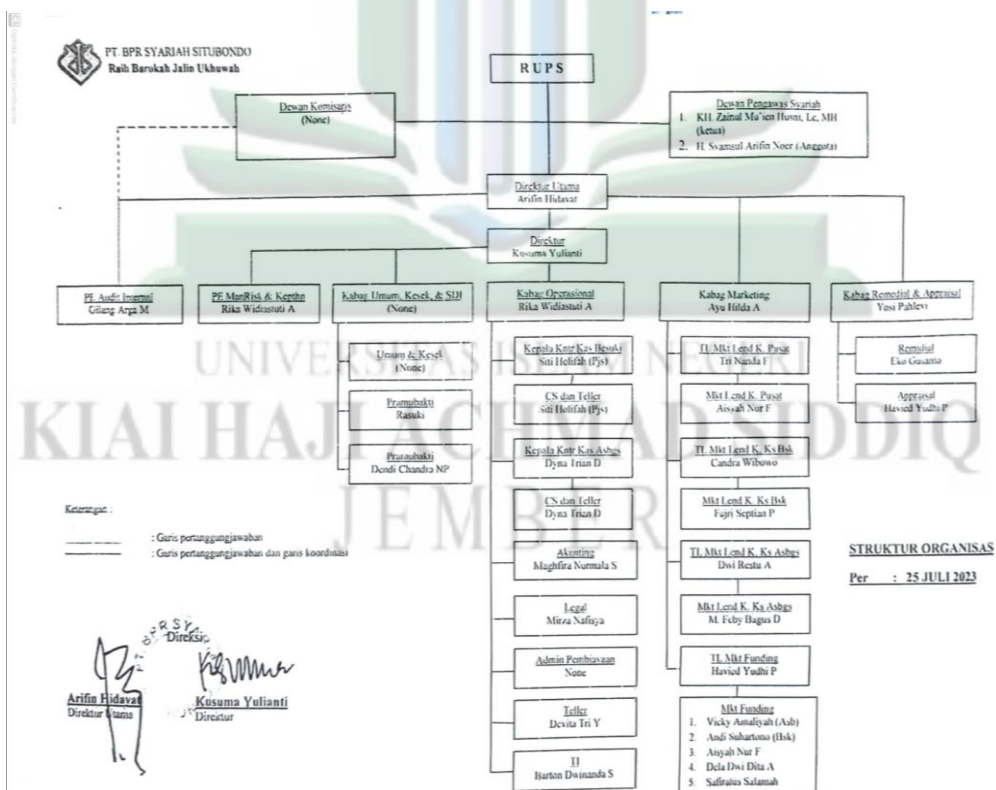 PT. BPR SYARIAH SITUBONDO
Raih Barokah Jalin Ukhuwah
RUPS
Dewan Komisaris
(None)
Dewan Pengawas Syariah
1. KH. Zainul Mu'ien Husni, Lc, MH
(ketua)
2. H. Syamsul Arifin Noer (Anggota)
Direktur Utama
Arifin Hidayat
Direktur
Kusuma Yulianti
PE. Audit Internal
Gilang Arga M
PE ManRisk & Kepthn
Rika Widiastuti A
Kabag Umum, Kesek, & SDI
(None)
Kabag Operasional
Rika Widiastuti A
Kabag Marketing
Ayu Hilda A
Kabag Remedial & Appraisal
Yosi Pahlevi
Umum & Kesek
(None)
Pramubakti
Rasuki
Pramubakti
Dendi Chandra NP
Kepala Kntr Kas Besuki
Siti Holifah (Pjs)
CS dan Teller
Siti Holifah (Pjs)
Kepala Kntr Kas Asbgs
Dyna Trian D
CS dan Teller
Dyna Trian D
Akunting
Maghfira Nurmala S
Legal
Mirza Nafisya
Admin Pembiayaan
None
Teller
Devita Tri Y
Barton Dwinanda S
TL Mkt Lend K. Pusat
Tri Nanda F
Mkt Lend K. Pusat
Aisyah Nur F
TL Mkt Lend K. Ks Bsk
Candra Wibowo
Mkt Lend K. Ks Bsk
Fajri Septian P
TL Mkt Lend K. Ks Asbgs
Dwi Restu A
Mkt Lend K. Ks Asbgs
M. Feby Bagus D
TL Mkt Funding
Haviod Yudhi P
Mkt Funding
1. Vicky Amaliyah (Asb)
2. Andi Suhartono (Bsk)
3. Aisyah Nur F
4. Dela Dwi Dita A
5. Safiratus Salamah
Remidial
Eko Gusanto
Appraisal
Haviod Yudhi P
UNIVERSITAS ISLAM NEGERI
KIAI HAJI ACHMAD SIDDIQ
JEMBER
Keterangan :
: Garis pertanggungjawaban
: Garis pertanggungjawaban dan garis koordinasi
STRUKTUR ORGANISAS
Per : 25 JULI 2023
Direksi
Arifin Hidayat
Direktur Utama
Kusuma Yulianti
Direktur